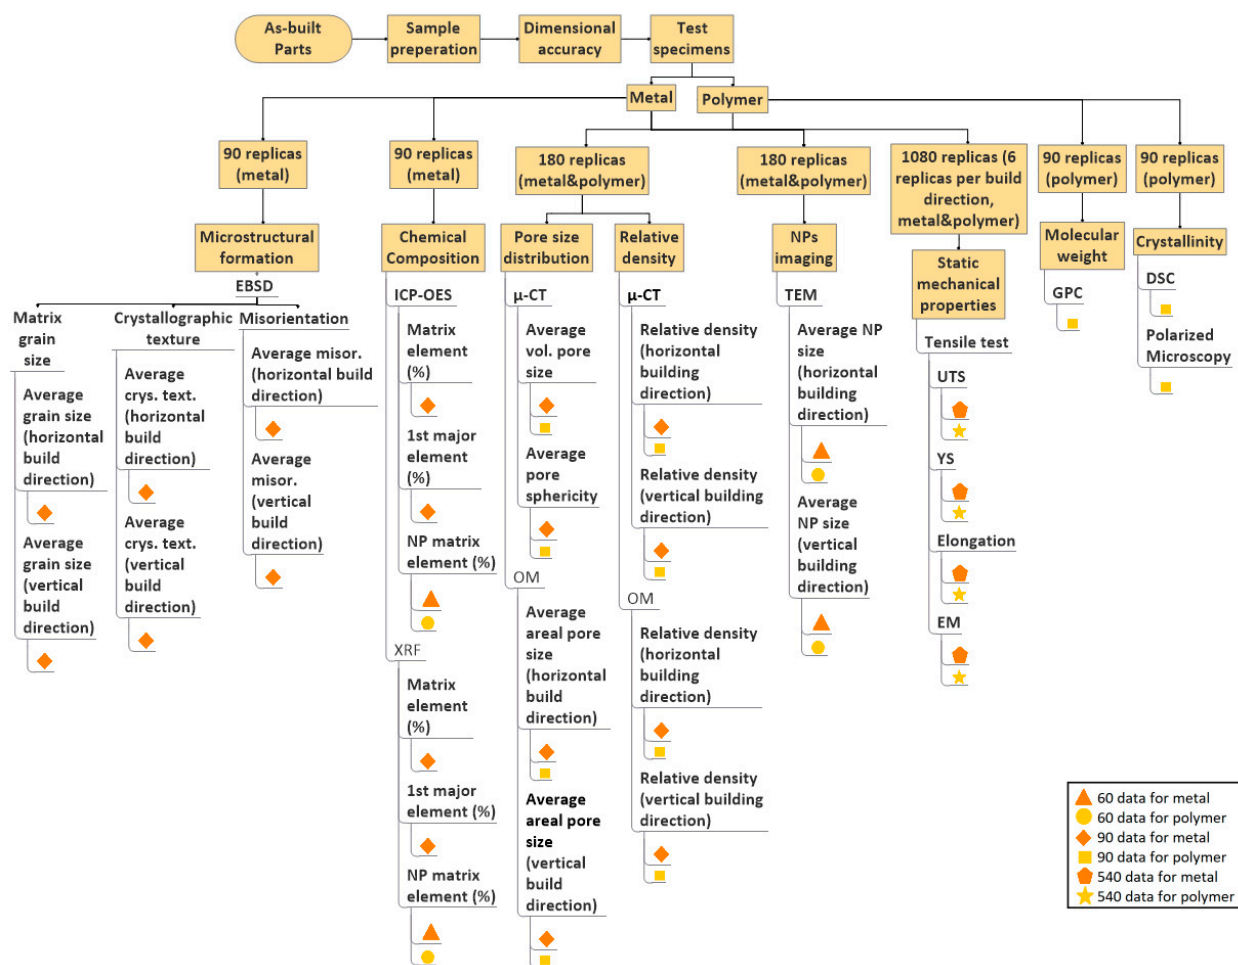 As-built
Parts
Sample
preperation
Dimensional
accuracy
Test
specimens
Metal
Polymer
90 replicas
(metal)
90 replicas
(metal)
180 replicas
(metal&polymer)
180 replicas
(metal&polymer)
1080 replicas (6
replicas per build
direction,
metal&polymer)
90 replicas
(polymer)
90 replicas
(polymer)
Microstructural
formation
EBSD
Matrix
grain
size
Average
grain size
(horizontal
build
direction)
Average
grain size
(vertical
build
direction)
Crystallographic
texture
Average
crys. text.
(horizontal
build
direction)
Average
crys. text.
(vertical
build
direction)
Misorientation
Average misor.
(horizontal build
direction)
Average
misor.
(vertical
build
direction)
Chemical
Composition
ICP-OES
Matrix
element
(%)
1st major
element
(%)
NP matrix
element (%)
XRF
Matrix
element
(%)
1st major
element (%)
NP matrix
element (%)
Pore size
distribution
μ-CT
Average
vol. pore
size
Average
pore
sphericity
OM
Average
areal pore
size
(horizontal
build
direction)
Average
areal pore
size
(vertical
build
direction)
Relative
density
μ-CT
Relative density
(horizontal
building
direction)
Relative density
(vertical building
direction)
OM
Relative density
(horizontal
building
direction)
Relative density
(vertical building
direction)
NPs
imaging
TEM
Average NP
size
(horizontal
building
direction)
Average
NP size
(vertical
building
direction)
Static
mechanical
properties
Tensile test
UTS
YS
Elongation
EM
Molecular
weight
GPC
Crystallinity
DSC
Polarized
Microscopy
60 data for metal
60 data for polymer
90 data for metal
90 data for polymer
540 data for metal
540 data for polymer